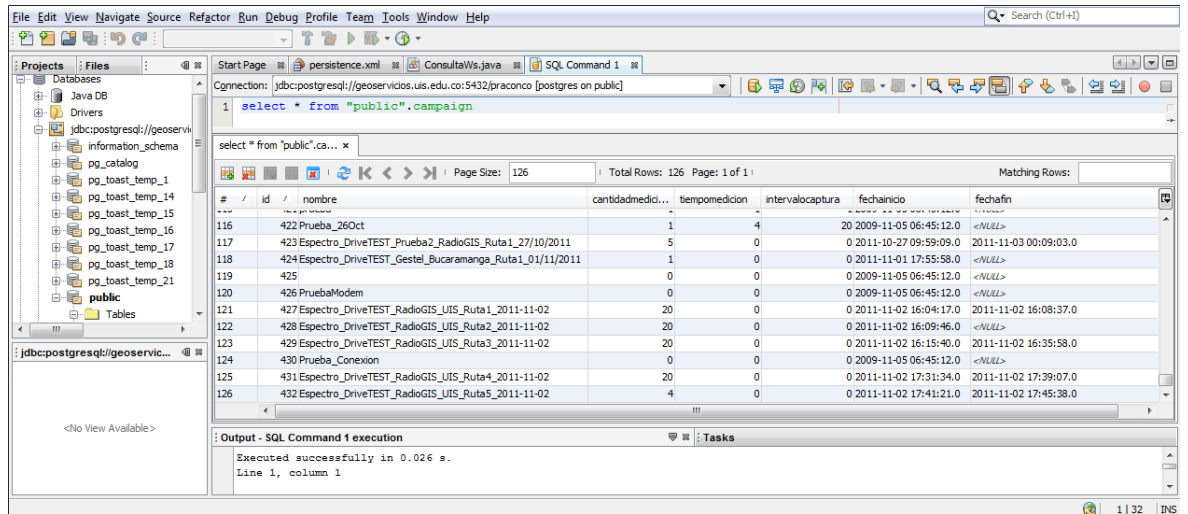 File Edit View Navigate Source Refactor Run Debug Profile Team Tools Window Help
Search (Ctrl+I)
Projects Files
Start Page persistence.xml ConsultaWs.java SQL Command 1
Databases
Java DB
Drivers
jdbc:postgresql://geoservi
information_schema
pg_catalog
pg_toast_temp_1
pg_toast_temp_14
pg_toast_temp_15
pg_toast_temp_16
pg_toast_temp_17
pg_toast_temp_18
pg_toast_temp_21
public
Tables
jdbc:postgresql://geoservic...
<No View Available>
Connection: jdbc:postgresql://geoservicios.uis.edu.co:5432/praconco [postgres on public]
1 select * from "public".campaign
select * from "public".ca... x
Page Size: 126 Total Rows: 126 Page: 1 of 1 Matching Rows:
# id nombre cantidadmedici... tiempomedicion intervalocaptura fechainicio fechafin
116 422 Prueba_26Oct 1 4 20 2009-11-05 06:45:12.0 <NULL>
117 423 Espectro_DriveTEST_Prueba2_RadioGIS_Ruta1_27/10/2011 5 0 0 2011-10-27 09:59:09.0 2011-11-03 00:09:03.0
118 424 Espectro_DriveTEST_Gestel_Bucaramanga_Ruta1_01/11/2011 1 0 0 2011-11-01 17:55:58.0 <NULL>
119 425 0 0 0 2009-11-05 06:45:12.0 <NULL>
120 426 PruebaModem 0 0 0 2009-11-05 06:45:12.0 <NULL>
121 427 Espectro_DriveTEST_RadioGIS_UIS_Ruta1_2011-11-02 20 0 0 2011-11-02 16:04:17.0 2011-11-02 16:08:37.0
122 428 Espectro_DriveTEST_RadioGIS_UIS_Ruta2_2011-11-02 20 0 0 2011-11-02 16:09:46.0 <NULL>
123 429 Espectro_DriveTEST_RadioGIS_UIS_Ruta3_2011-11-02 20 0 0 2011-11-02 16:15:40.0 2011-11-02 16:35:58.0
124 430 Prueba_Conexion 0 0 0 2009-11-05 06:45:12.0 <NULL>
125 431 Espectro_DriveTEST_RadioGIS_UIS_Ruta4_2011-11-02 20 0 0 2011-11-02 17:31:34.0 2011-11-02 17:39:07.0
126 432 Espectro_DriveTEST_RadioGIS_UIS_Ruta5_2011-11-02 4 0 0 2011-11-02 17:41:21.0 2011-11-02 17:45:38.0
Output - SQL Command 1 execution Tasks
Executed successfully in 0.026 s.
Line 1, column 1
1 | 32 INS